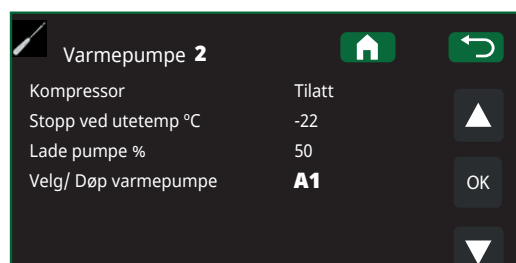 Varmepumpe 2
Kompressor Tilatt
Stopp ved utetemp °C -22
Lade pumpe % 50
Velg/ Døp varmepumpe A1
OK